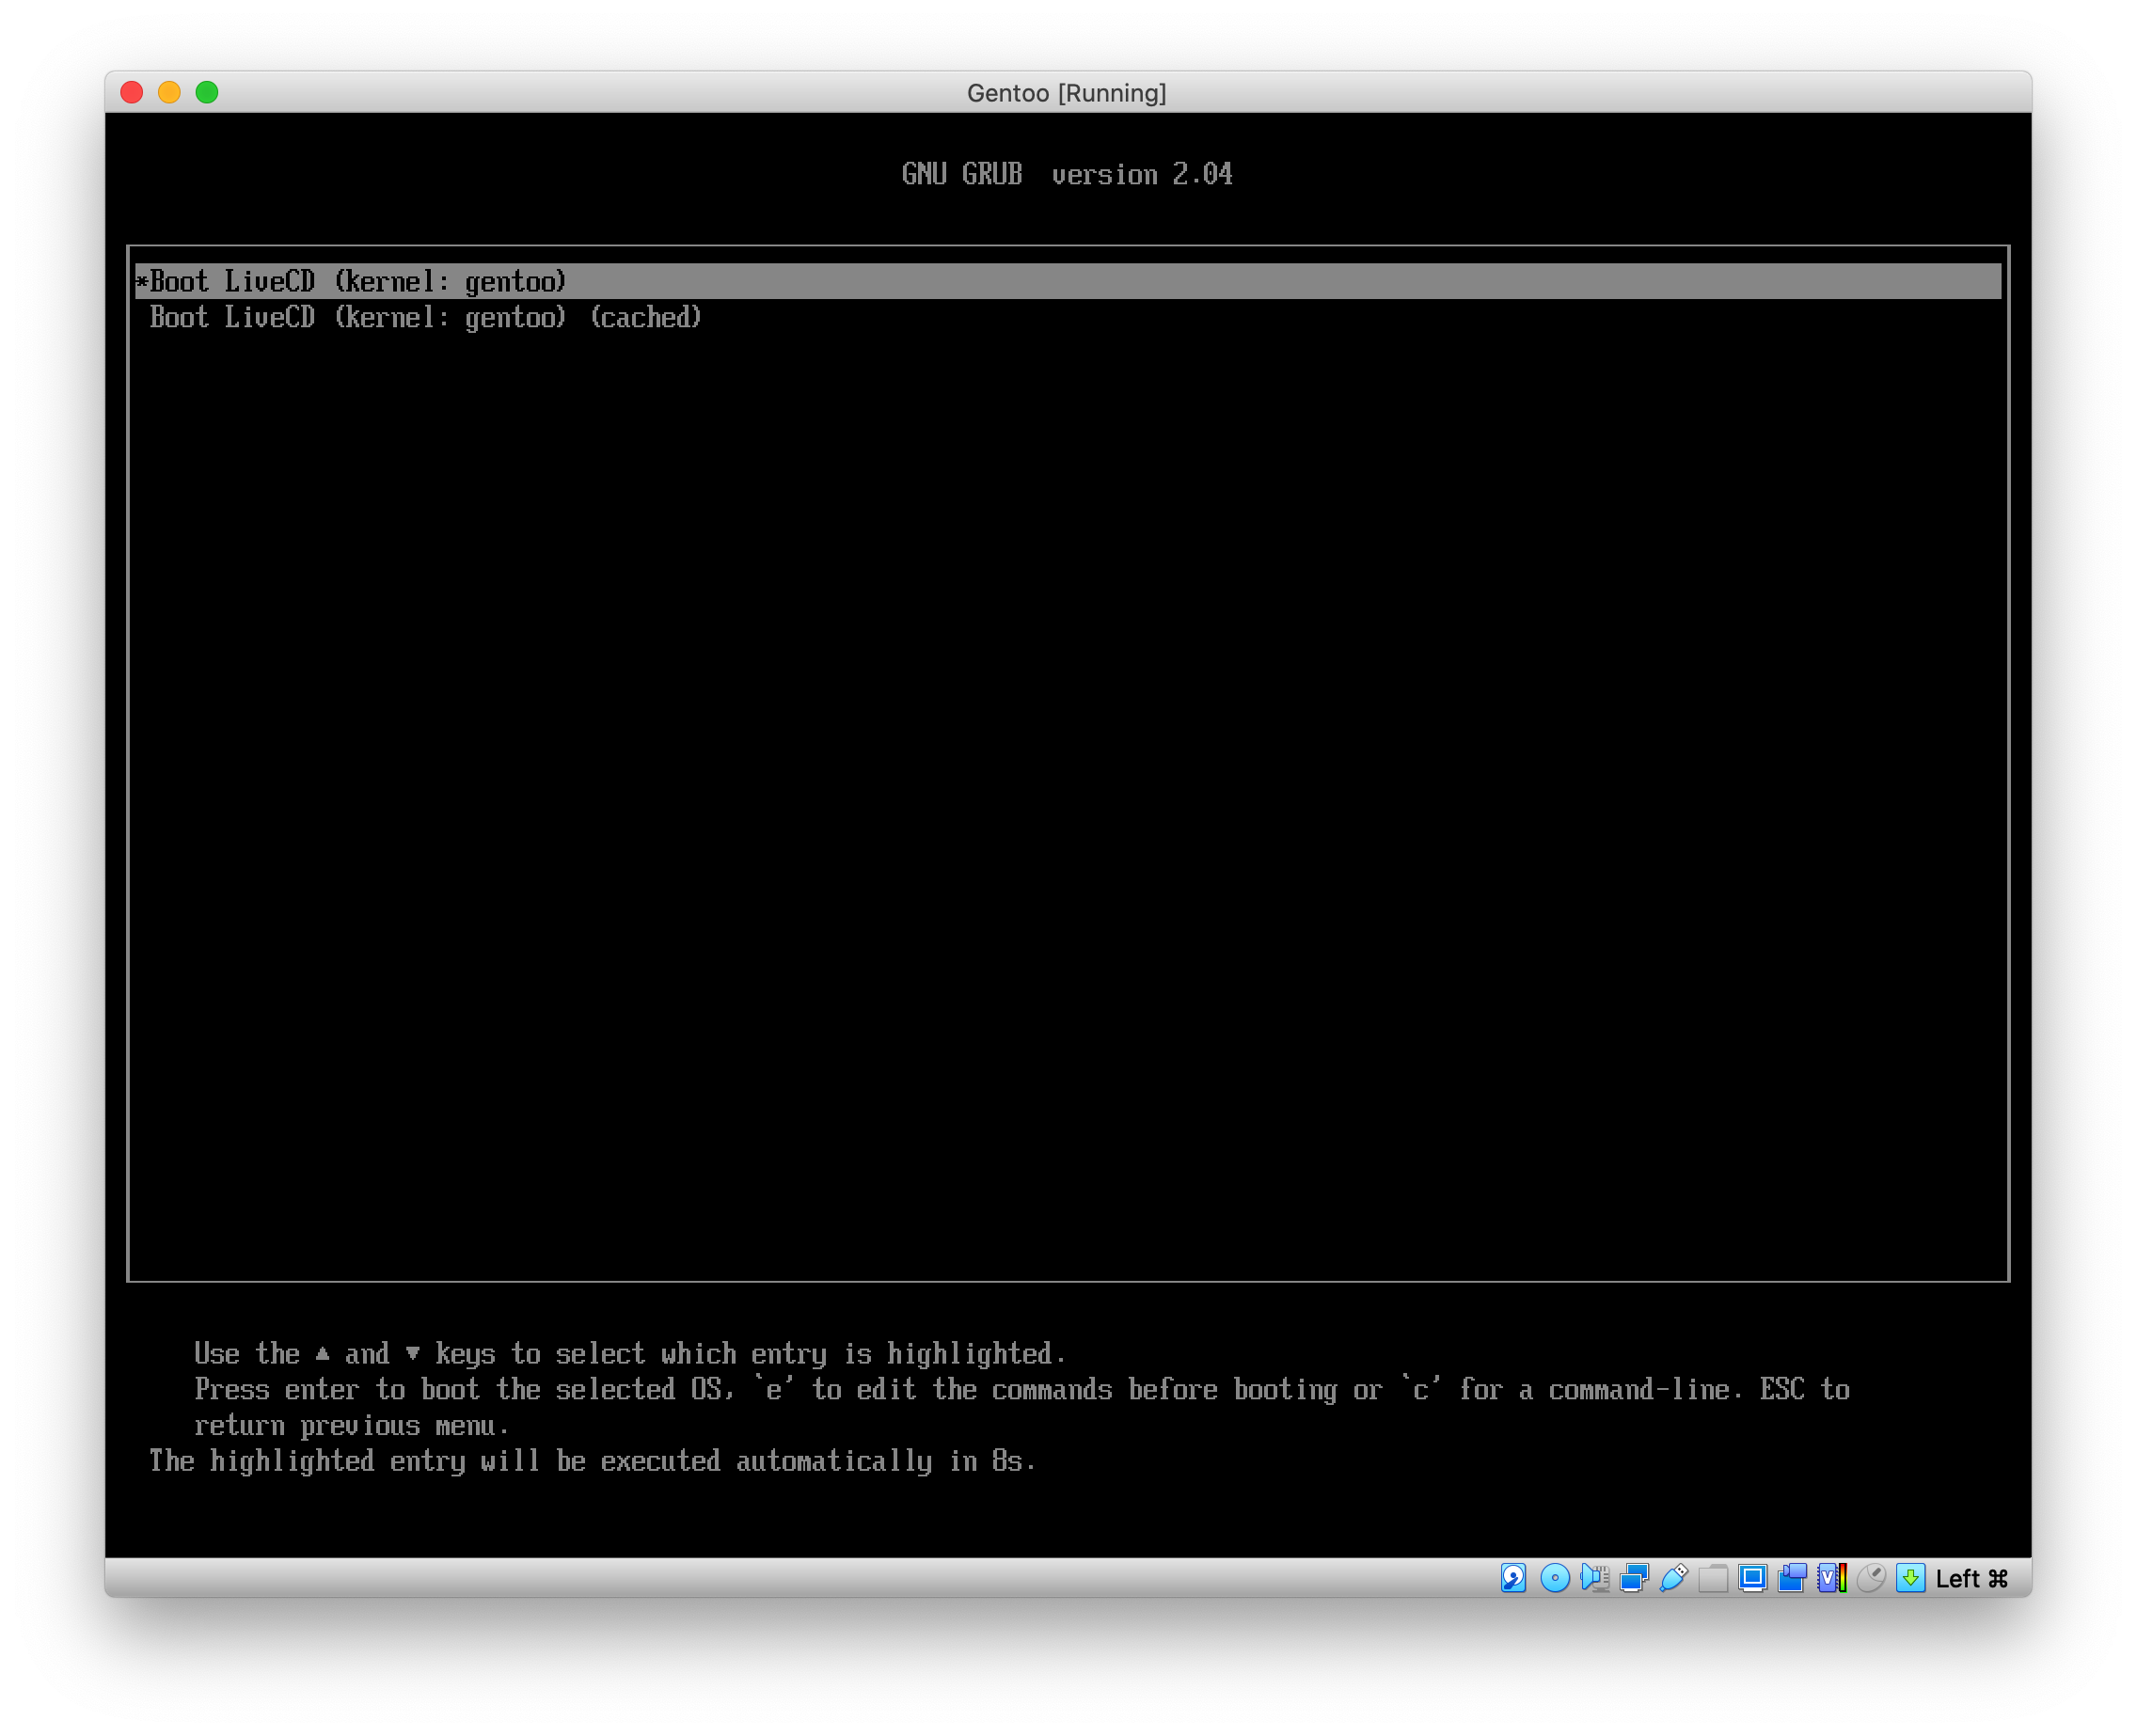 Gentoo [Running]
GNU GRUB  version 2.04
*Boot LiveCD (kernel: gentoo)
Boot LiveCD (kernel: gentoo) (cached)
Use the ▲ and ▼ keys to select which entry is highlighted.
Press enter to boot the selected OS, `e' to edit the commands before booting or `c' for a command-line. ESC to
return previous menu.
The highlighted entry will be executed automatically in 8s.
V
Left ⌘